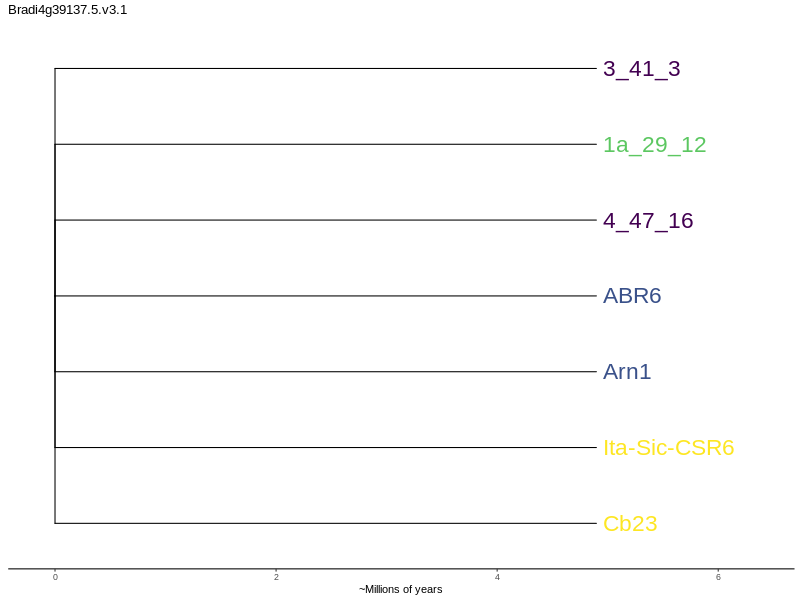 Bradi4g39137.5.v3.1
3_41_3
1a_29_12
4_47_16
ABR6
Arn1
Ita-Sic-CSR6
Cb23
0 2 4 6
~Millions of years